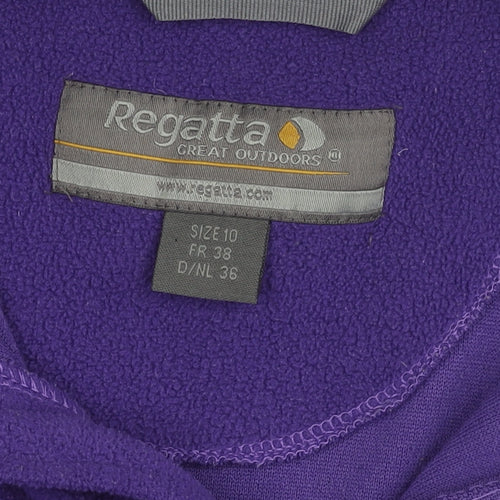 Regatta
GREAT OUTDOORS
www.regatta.com
SIZE 10
FR 38
D/NL 36